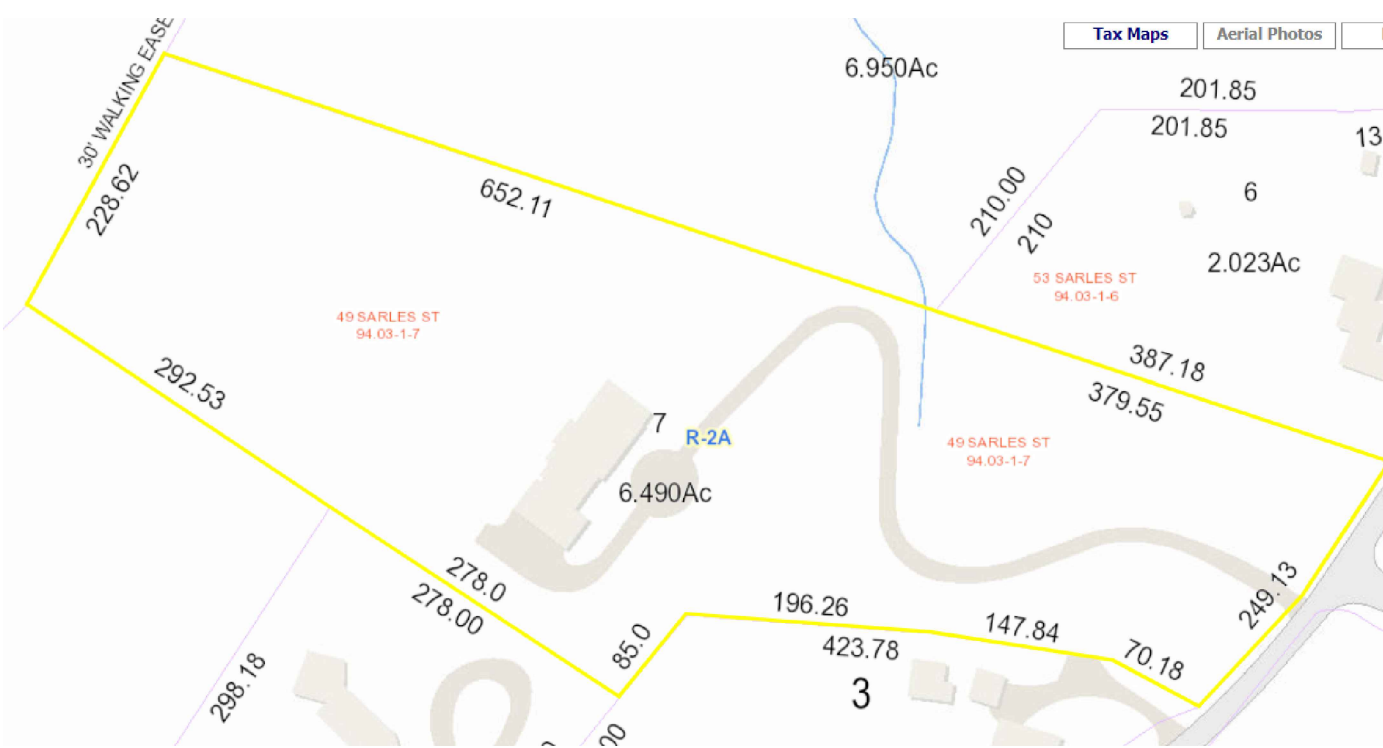 Tax Maps
Aerial Photos
30' WALKING EASE
6.950Ac
201.85
201.85
13
228.62
652.11
210.00
210
6
2.023Ac
53 SARLES ST
94.03-1-6
49 SARLES ST
94.03-1-7
387.18
379.55
292.53
7
R-2A
6.490Ac
49 SARLES ST
94.03-1-7
278.0
278.00
85.0
196.26
423.78
147.84
70.18
249.13
298.18
3